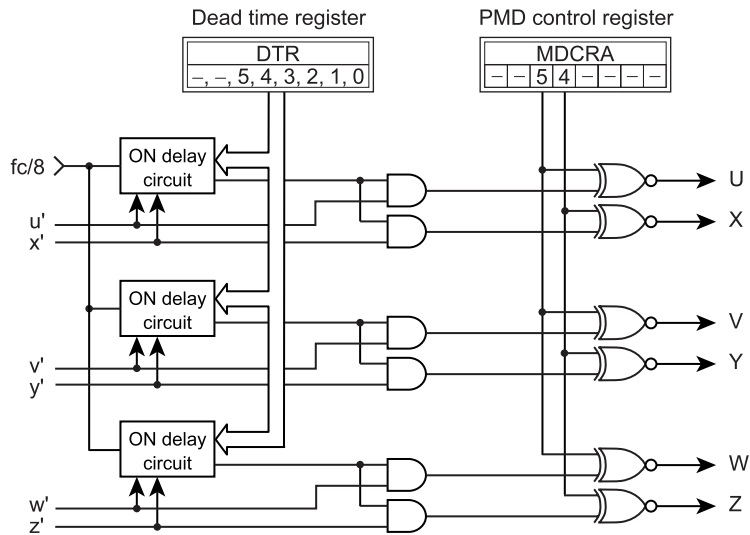 Dead time register
PMD control register
DTR
–, –, 5, 4, 3, 2, 1, 0
MDCRA
– – 5 4 – – – –
fc/8
ON delay
circuit
U
u'
x'
X
ON delay
circuit
V
v'
y'
Y
ON delay
circuit
W
w'
z'
Z